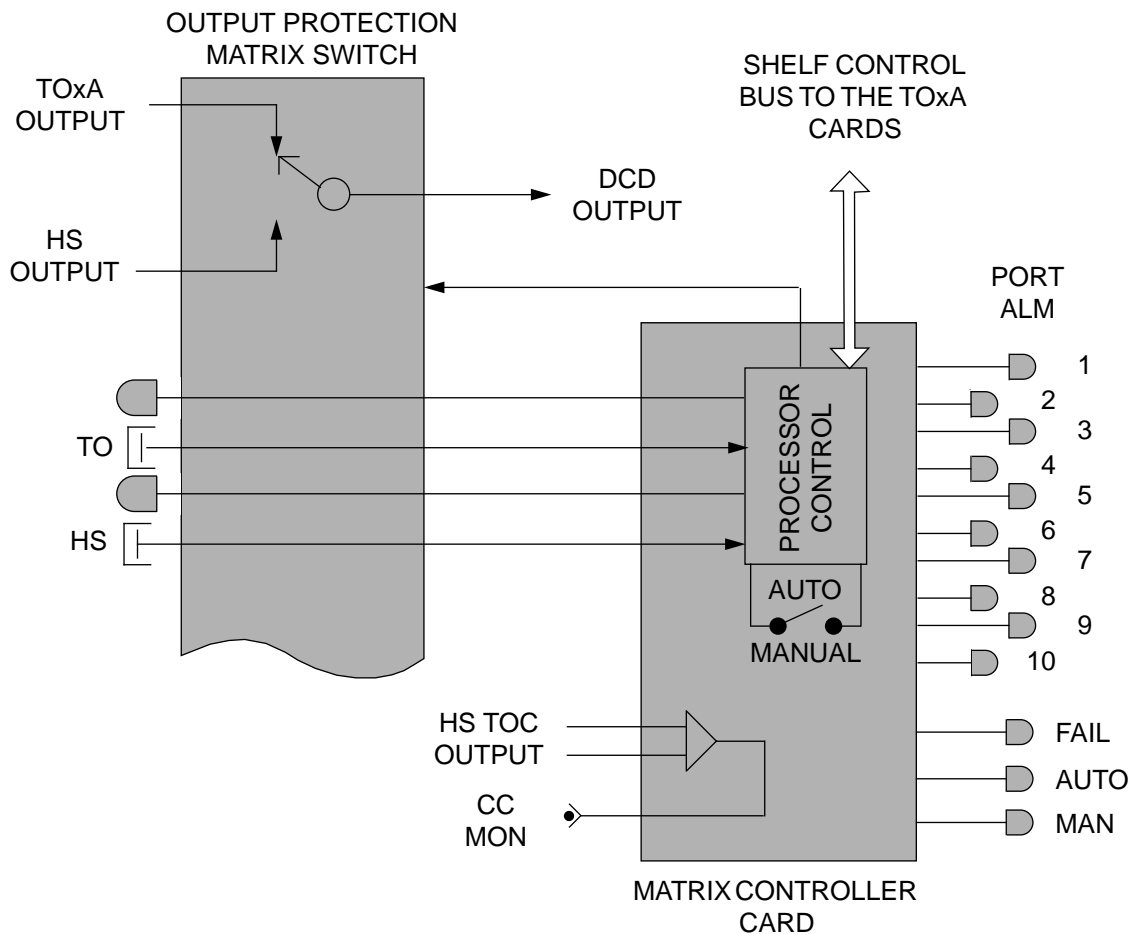 OUTPUT PROTECTION
MATRIX SWITCH
TOxA
OUTPUT
HS
OUTPUT
DCD
OUTPUT
SHELF CONTROL
BUS TO THE TOxA
CARDS
TO
HS
PROCESSOR
CONTROL
AUTO
MANUAL
HS TOC
OUTPUT
CC
MON
PORT
ALM
1
2
3
4
5
6
7
8
9
10
FAIL
AUTO
MAN
MATRIX CONTROLLER
CARD